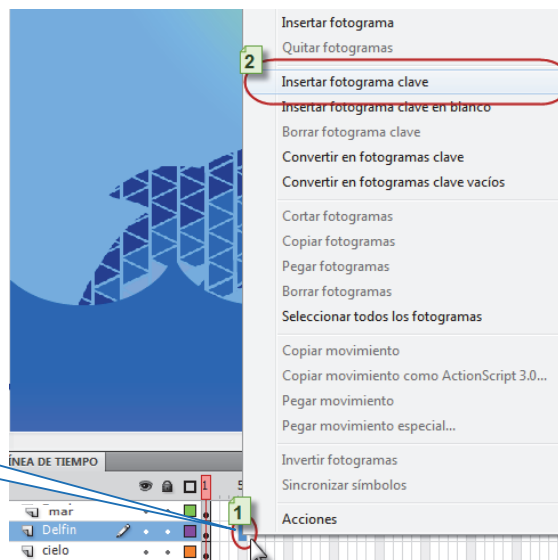 Insertar fotograma
Quitar fotogramas
2
Insertar fotograma clave
Insertar fotograma clave en blanco
Borrar fotograma clave
Convertir en fotogramas clave
Convertir en fotogramas clave vacíos
Cortar fotogramas
Copiar fotogramas
Pegar fotogramas
Borrar fotogramas
Seleccionar todos los fotogramas
Copiar movimiento
Copiar movimiento como ActionScript 3.0...
Pegar movimiento
Pegar movimiento especial...
Invertir fotogramas
Sincronizar símbolos
Acciones
ÍNEA DE TIEMPO
1 5
1
mar
Delfin
cielo